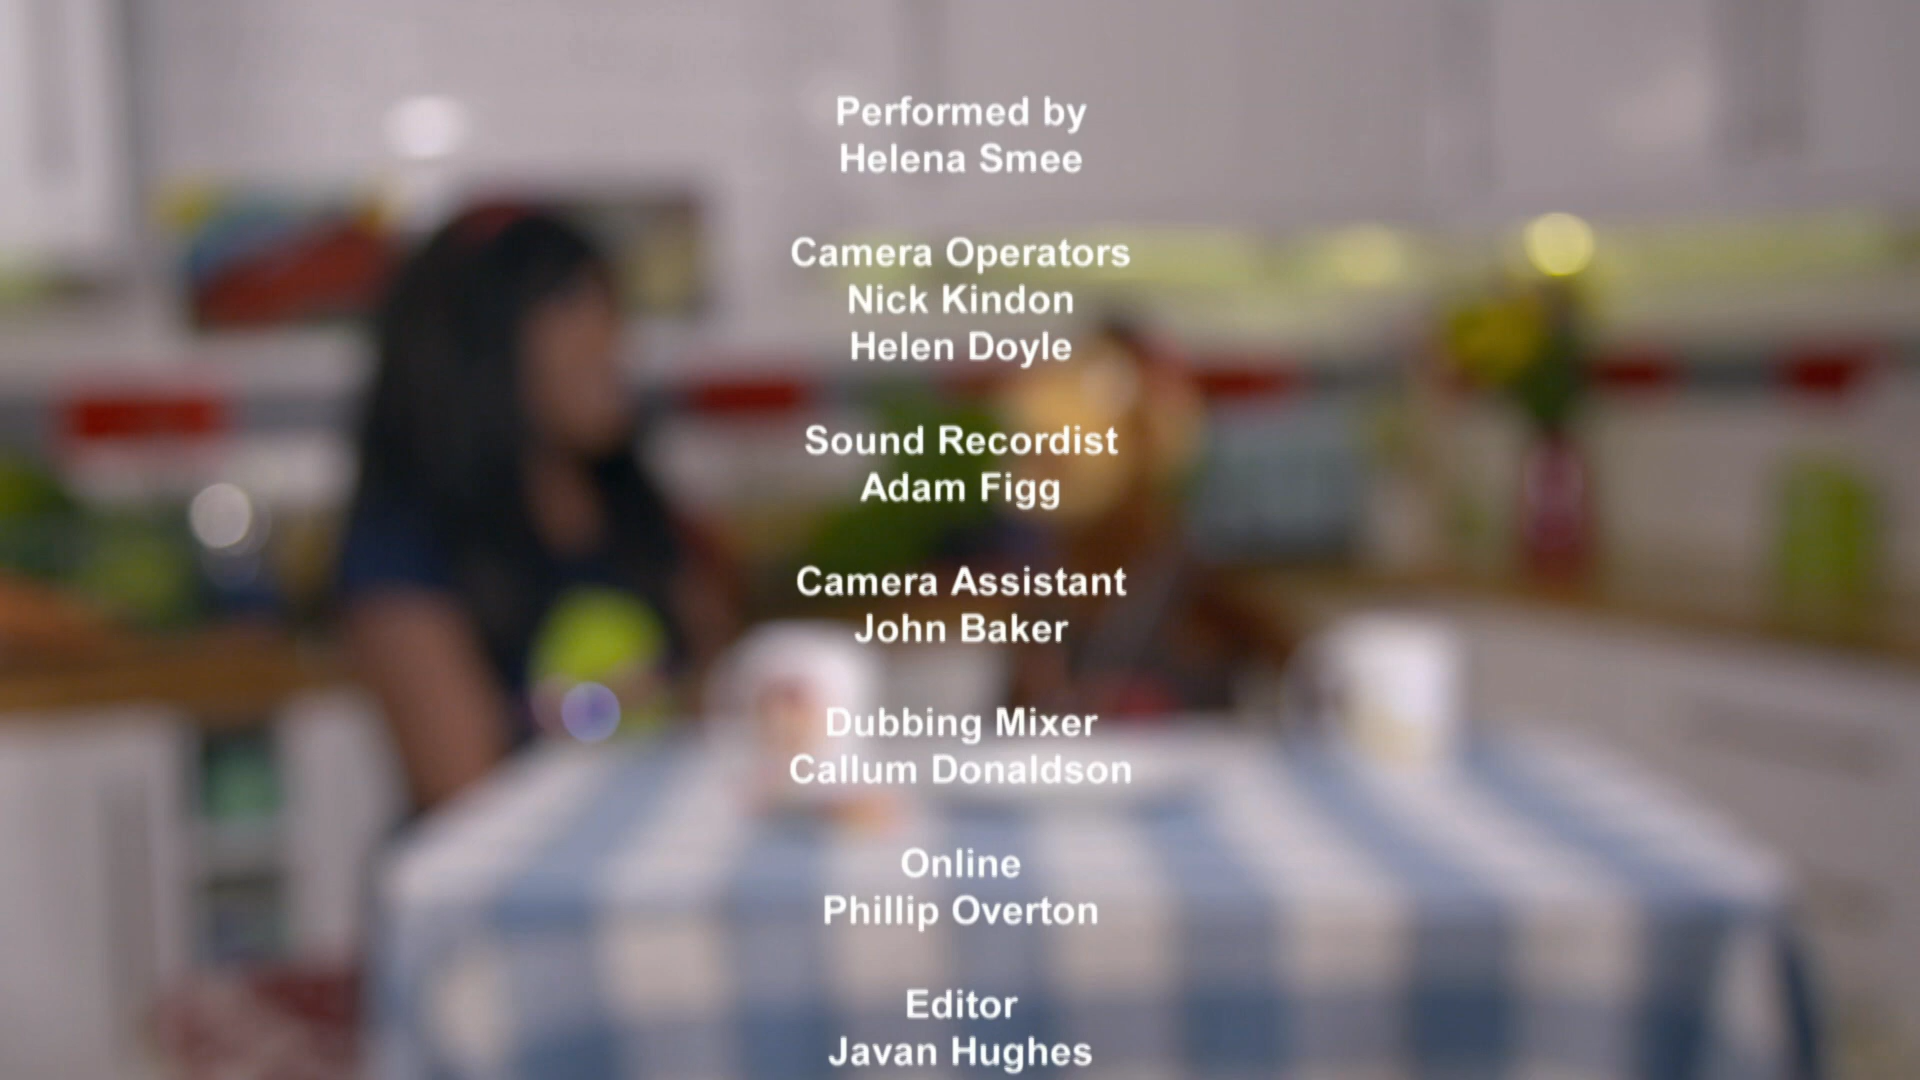 Performed by
Helena Smee
Camera Operators
Nick Kindon
Helen Doyle
Sound Recordist
Adam Figg
Camera Assistant
John Baker
Dubbing Mixer
Callum Donaldson
Online
Phillip Overton
Editor
Javan Hughes